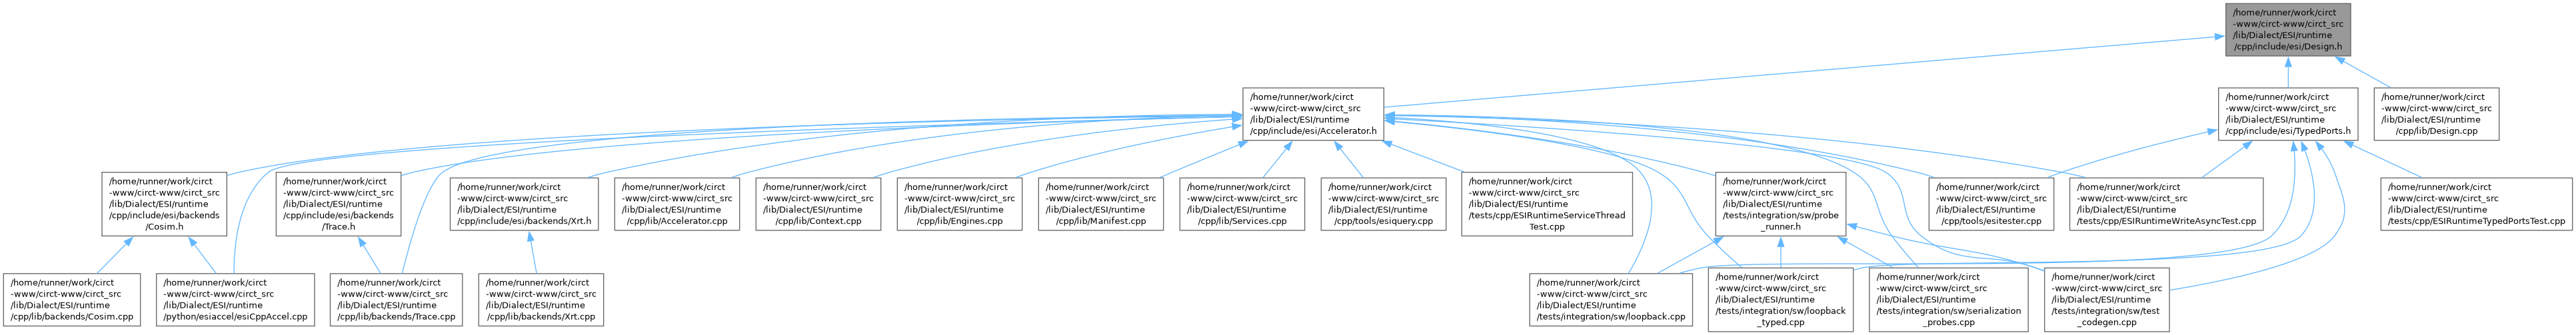 /home/runner/work/circt
-www/circt-www/circt_src
/lib/Dialect/ESI/runtime
/cpp/include/esi/Design.h
/home/runner/work/circt
-www/circt-www/circt_src
/lib/Dialect/ESI/runtime
/cpp/include/esi/Accelerator.h
/home/runner/work/circt
-www/circt-www/circt_src
/lib/Dialect/ESI/runtime
/cpp/include/esi/TypedPorts.h
/home/runner/work/circt
-www/circt-www/circt_src
/lib/Dialect/ESI/runtime
/cpp/lib/Design.cpp
/home/runner/work/circt
-www/circt-www/circt_src
/lib/Dialect/ESI/runtime
/cpp/include/esi/backends
/Cosim.h
/home/runner/work/circt
-www/circt-www/circt_src
/lib/Dialect/ESI/runtime
/cpp/include/esi/backends
/Trace.h
/home/runner/work/circt
-www/circt-www/circt_src
/lib/Dialect/ESI/runtime
/cpp/include/esi/backends/Xrt.h
/home/runner/work/circt
-www/circt-www/circt_src
/lib/Dialect/ESI/runtime
/cpp/lib/Accelerator.cpp
/home/runner/work/circt
-www/circt-www/circt_src
/lib/Dialect/ESI/runtime
/cpp/lib/Context.cpp
/home/runner/work/circt
-www/circt-www/circt_src
/lib/Dialect/ESI/runtime
/cpp/lib/Engines.cpp
/home/runner/work/circt
-www/circt-www/circt_src
/lib/Dialect/ESI/runtime
/cpp/lib/Manifest.cpp
/home/runner/work/circt
-www/circt-www/circt_src
/lib/Dialect/ESI/runtime
/cpp/lib/Services.cpp
/home/runner/work/circt
-www/circt-www/circt_src
/lib/Dialect/ESI/runtime
/cpp/tools/esiquery.cpp
/home/runner/work/circt
-www/circt-www/circt_src
/lib/Dialect/ESI/runtime
/tests/cpp/ESIRuntimeServiceThread
Test.cpp
/home/runner/work/circt
-www/circt-www/circt_src
/lib/Dialect/ESI/runtime
/tests/integration/sw/probe
_runner.h
/home/runner/work/circt
-www/circt-www/circt_src
/lib/Dialect/ESI/runtime
/cpp/tools/esitester.cpp
/home/runner/work/circt
-www/circt-www/circt_src
/lib/Dialect/ESI/runtime
/tests/cpp/ESIRuntimeWriteAsyncTest.cpp
/home/runner/work/circt
-www/circt-www/circt_src
/lib/Dialect/ESI/runtime
/tests/cpp/ESIRuntimeTypedPortsTest.cpp
/home/runner/work/circt
-www/circt-www/circt_src
/lib/Dialect/ESI/runtime
/cpp/lib/backends/Cosim.cpp
/home/runner/work/circt
-www/circt-www/circt_src
/lib/Dialect/ESI/runtime
/python/esiaccel/esiCppAccel.cpp
/home/runner/work/circt
-www/circt-www/circt_src
/lib/Dialect/ESI/runtime
/cpp/lib/backends/Trace.cpp
/home/runner/work/circt
-www/circt-www/circt_src
/lib/Dialect/ESI/runtime
/cpp/lib/backends/Xrt.cpp
/home/runner/work/circt
-www/circt-www/circt_src
/lib/Dialect/ESI/runtime
/tests/integration/sw/loopback.cpp
/home/runner/work/circt
-www/circt-www/circt_src
/lib/Dialect/ESI/runtime
/tests/integration/sw/loopback
_typed.cpp
/home/runner/work/circt
-www/circt-www/circt_src
/lib/Dialect/ESI/runtime
/tests/integration/sw/serialization
_probes.cpp
/home/runner/work/circt
-www/circt-www/circt_src
/lib/Dialect/ESI/runtime
/tests/integration/sw/test
_codegen.cpp